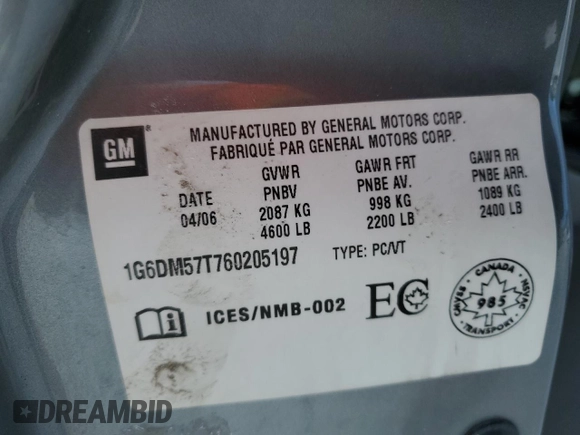 GM
MANUFACTURED BY GENERAL MOTORS CORP.
FABRIQUÉ PAR GENERAL MOTORS CORP.
DATE
04/06
GVWR
PNBV
2087 KG
4600 LB
GAWR FRT
PNBE AV.
998 KG
2200 LB
GAWR RR
PNBE ARR.
1089 KG
2400 LB
1G6DM57T760205197
TYPE: PC/VT
ICES/NMB-002
EC
CANADA
CMVSS
NSVAC
985
TRANSPORT
DREAMBID